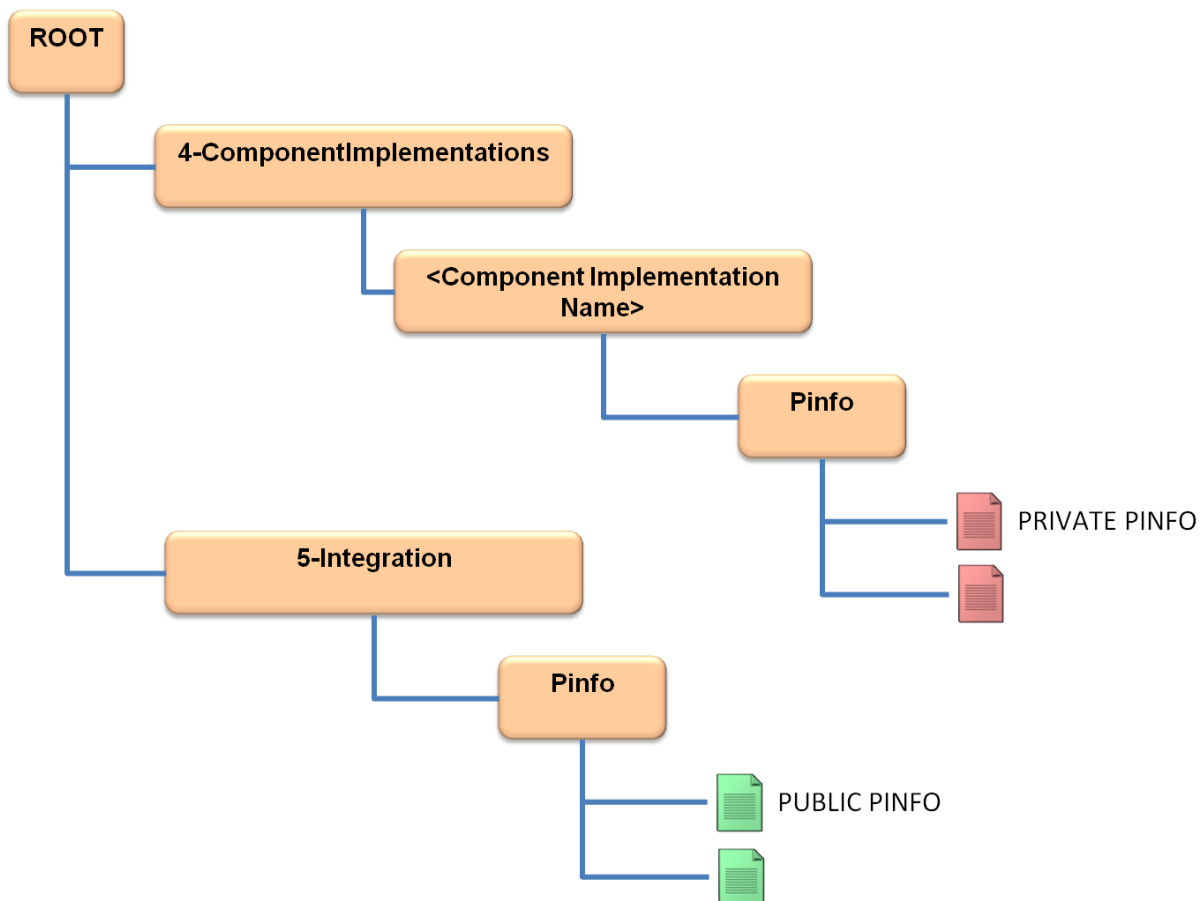 ROOT
4-ComponentImplementations
<Component Implementation
Name>
Pinfo
PRIVATE PINFO
5-Integration
Pinfo
PUBLIC PINFO